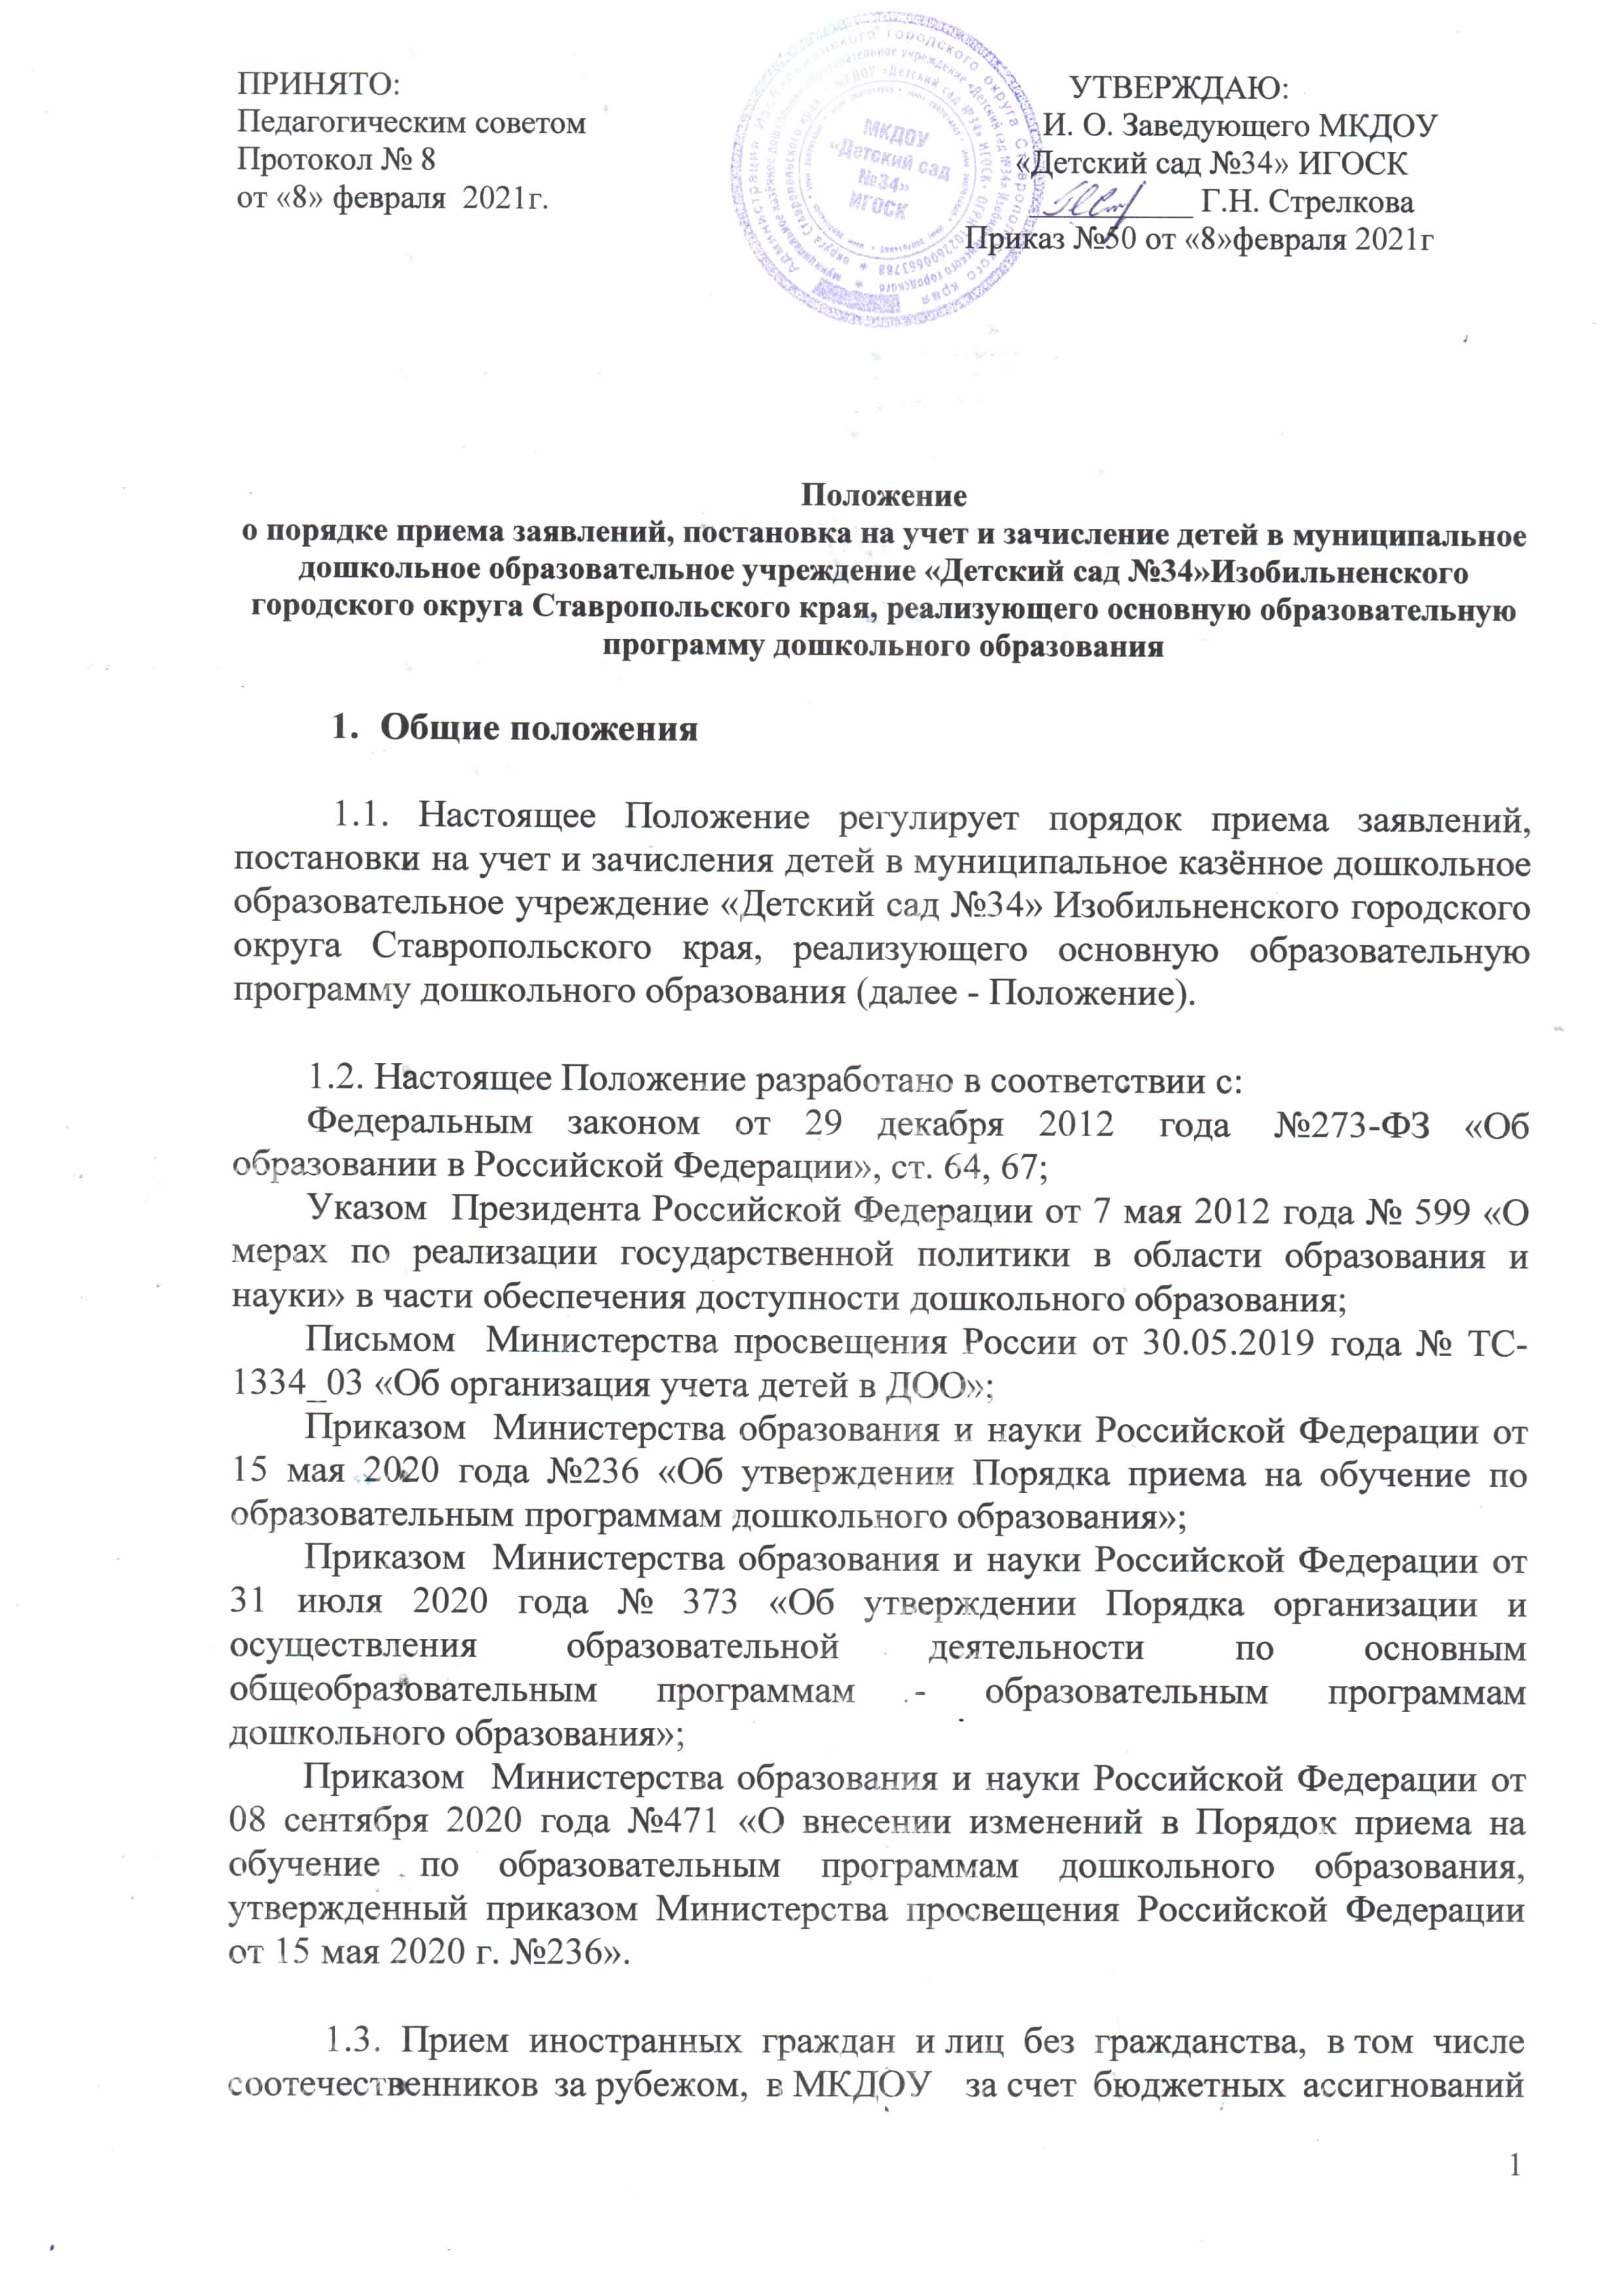 ПРИНЯТО:
Педагогическим советом
Протокол № 8
от «8» февраля 2021г.
УТВЕРЖДАЮ:
И. О. Заведующего МКДОУ
«Детский сад №34» ИГОСК
____________ Г.Н. Стрелкова
Приказ №50 от «8»февраля 2021г
МКДОУ
«Детский сад
№34»
ИГОСК
Положение
о порядке приема заявлений, постановка на учет и зачисление детей в муниципальное
дошкольное образовательное учреждение «Детский сад №34»Изобильненского
городского округа Ставропольского края, реализующего основную образовательную
программу дошкольного образования
1. Общие положения
1.1. Настоящее Положение регулирует порядок приема заявлений,
постановки на учет и зачисления детей в муниципальное казённое дошкольное
образовательное учреждение «Детский сад №34» Изобильненского городского
округа Ставропольского края, реализующего основную образовательную
программу дошкольного образования (далее - Положение).
1.2. Настоящее Положение разработано в соответствии с:
Федеральным законом от 29 декабря 2012 года №273-ФЗ «Об
образовании в Российской Федерации», ст. 64, 67;
Указом Президента Российской Федерации от 7 мая 2012 года № 599 «О
мерах по реализации государственной политики в области образования и
науки» в части обеспечения доступности дошкольного образования;
Письмом Министерства просвещения России от 30.05.2019 года № ТС-
1334_03 «Об организация учета детей в ДОО»;
Приказом Министерства образования и науки Российской Федерации от
15 мая 2020 года №236 «Об утверждении Порядка приема на обучение по
образовательным программам дошкольного образования»;
Приказом Министерства образования и науки Российской Федерации от
31 июля 2020 года № 373 «Об утверждении Порядка организации и
осуществления образовательной деятельности по основным
общеобразовательным программам - образовательным программам
дошкольного образования»;
Приказом Министерства образования и науки Российской Федерации от
08 сентября 2020 года №471 «О внесении изменений в Порядок приема на
обучение по образовательным программам дошкольного образования,
утвержденный приказом Министерства просвещения Российской Федерации
от 15 мая 2020 г. №236».
1.3. Прием иностранных граждан и лиц без гражданства, в том числе
соотечественников за рубежом, в МКДОУ за счет бюджетных ассигнований
1